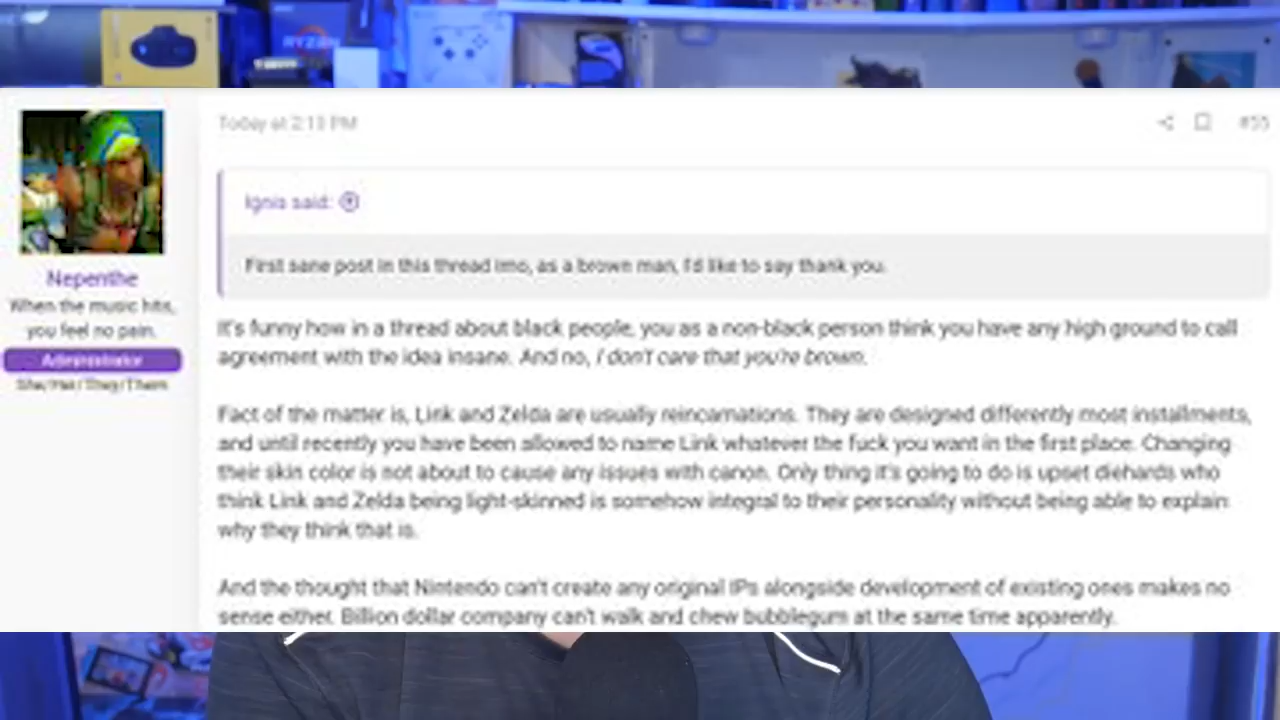 RYZEN
Today at 2:13 PM
#55
Ignis said:
First sane post in this thread imo, as a brown man, I'd like to say thank you.
Nepenthe
When the music hits,
you feel no pain.
Administrator
She/Her/They/Them
It's funny how in a thread about black people, you as a non-black person think you have any high ground to call
agreement with the idea insane. And no, I don't care that you're brown.
Fact of the matter is, Link and Zelda are usually reincarnations. They are designed differently most installments,
and until recently you have been allowed to name Link whatever the fuck you want in the first place. Changing
their skin color is not about to cause any issues with canon. Only thing it's going to do is upset diehards who
think Link and Zelda being light-skinned is somehow integral to their personality without being able to explain
why they think that is.
And the thought that Nintendo can't create any original IPs alongside development of existing ones makes no
sense either. Billion dollar company can't walk and chew bubblegum at the same time apparently.